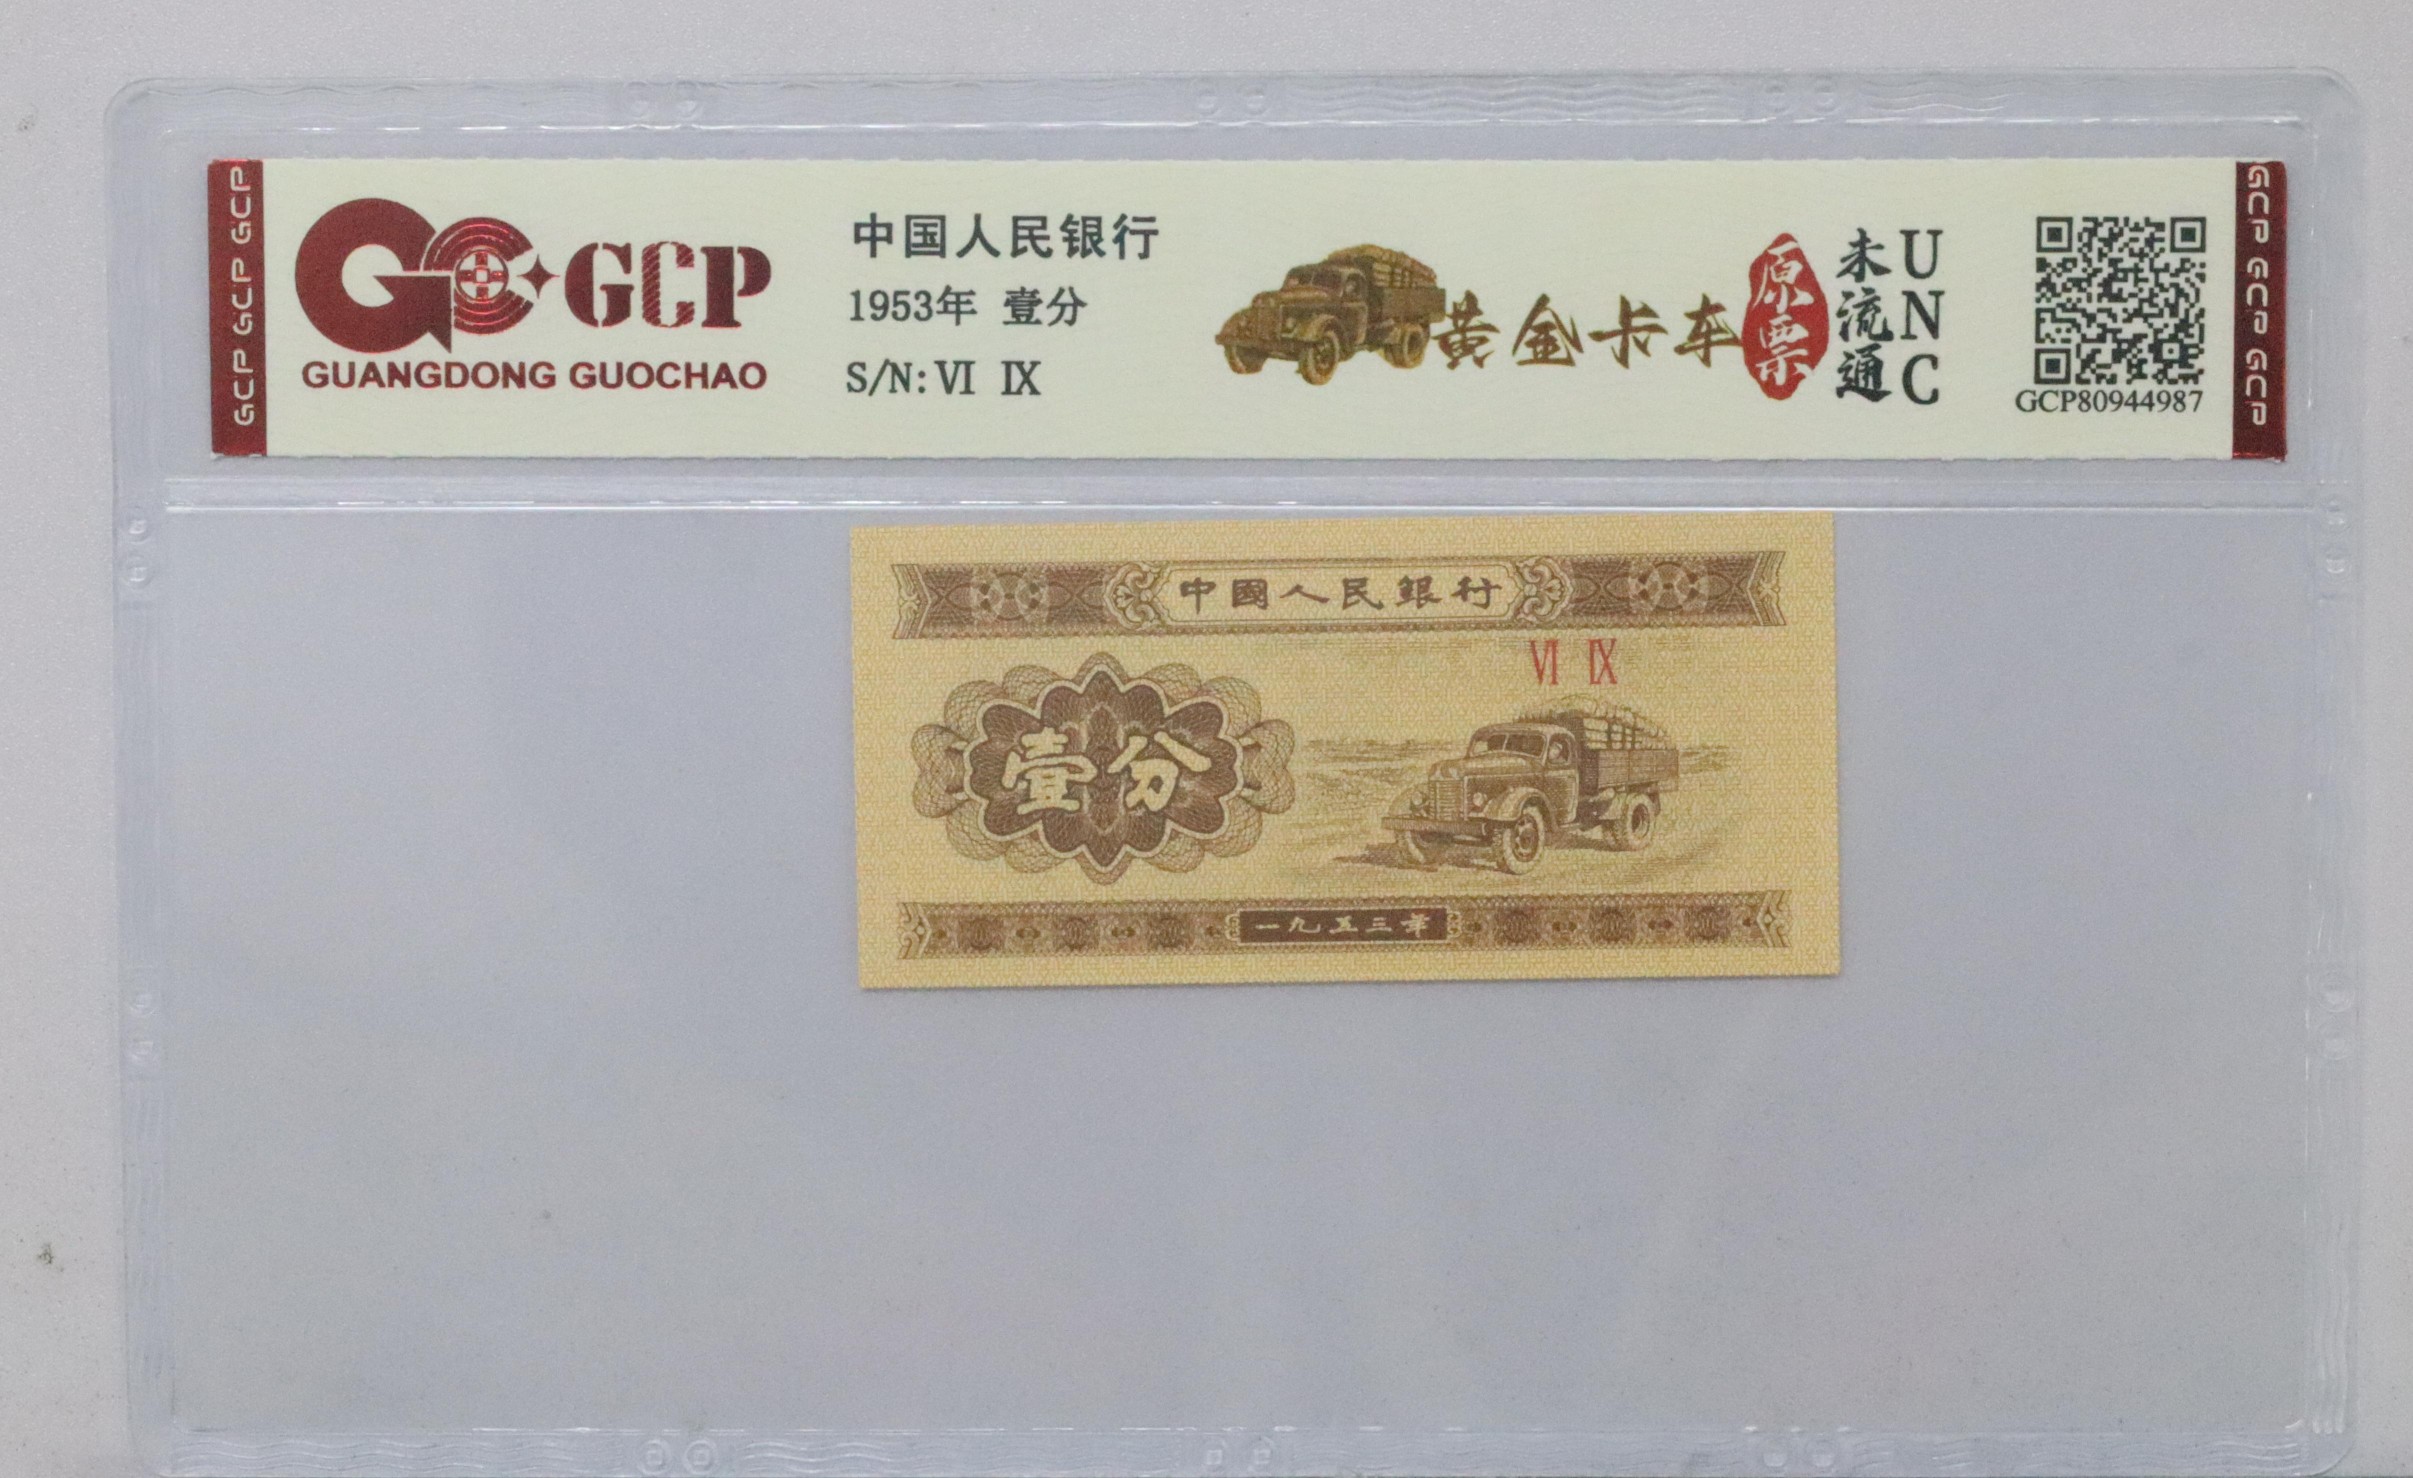 GCP GCP GCP
GCP
GUANGDONG GUOCHAO
中国人民银行
1953年 壹分
S/N: VI IX
黄金卡车
原票
未流通
UNC
GCP80944987
GCP GCP GCP
中國人民銀行
VI IX
壹分
一九五三年